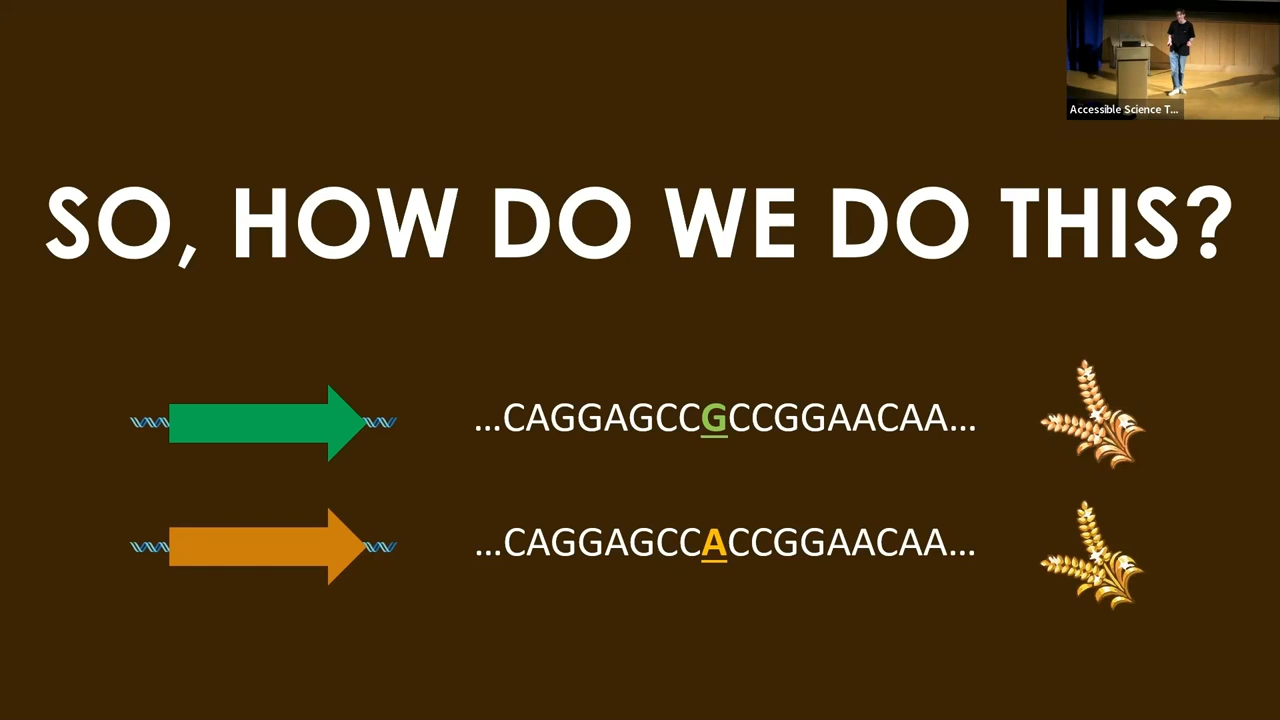 Accessible Science T...
SO, HOW DO WE DO THIS?
...CAGGAGCCGCCGGAACAA...
...CAGGAGCCACCGGAACAA...